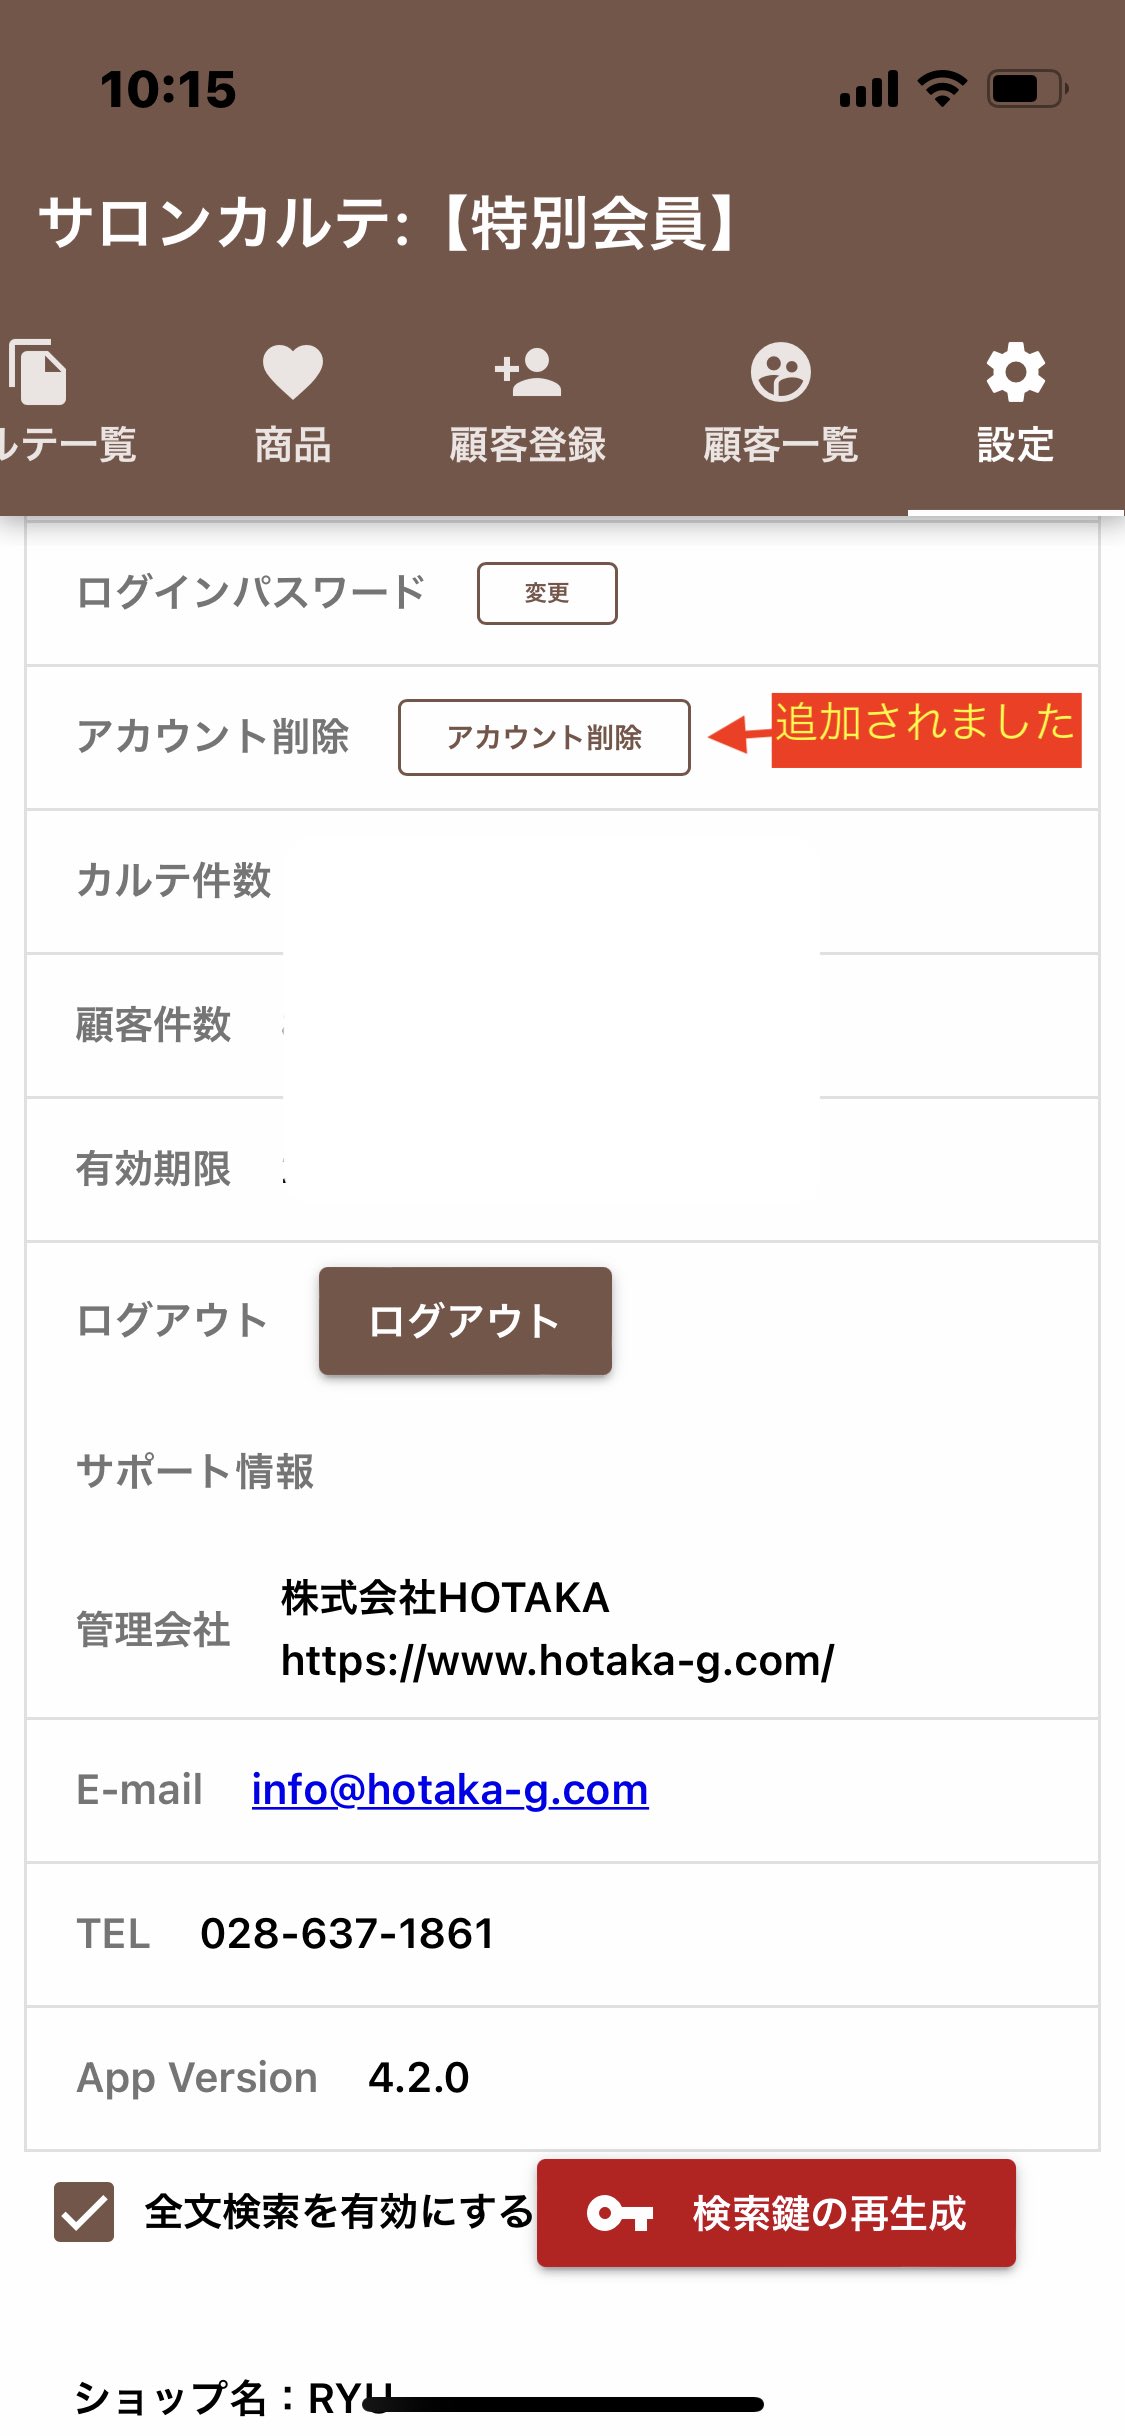 10:15
サロンカルテ:【特別会員】
ルテ一覧 商品 顧客登録 顧客一覧 設定
ログインパスワード 変更
アカウント削除 アカウント削除 追加されました
カルテ件数
顧客件数
有効期限
ログアウト ログアウト
サポート情報
管理会社 株式会社HOTAKA
https://www.hotaka-g.com/
E-mail info@hotaka-g.com
TEL 028-637-1861
App Version 4.2.0
全文検索を有効にする 検索鍵の再生成
ショップ名：RYU